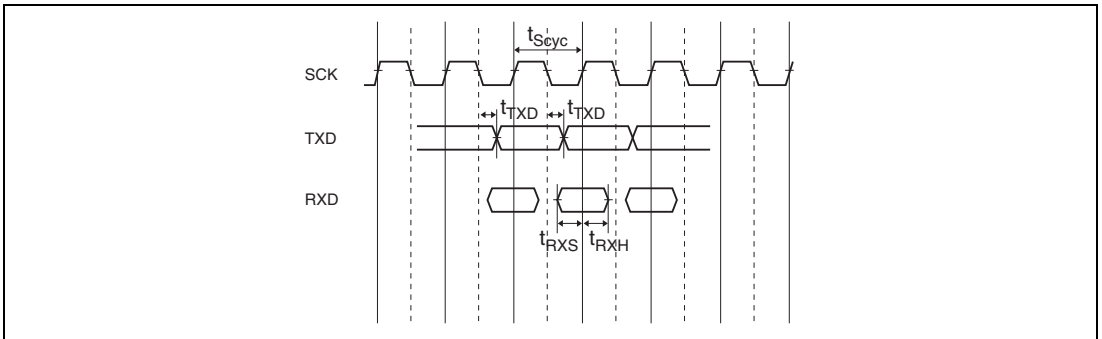 tScyc
SCK
tTXD tTXD
TXD
RXD
tRXS tRXH